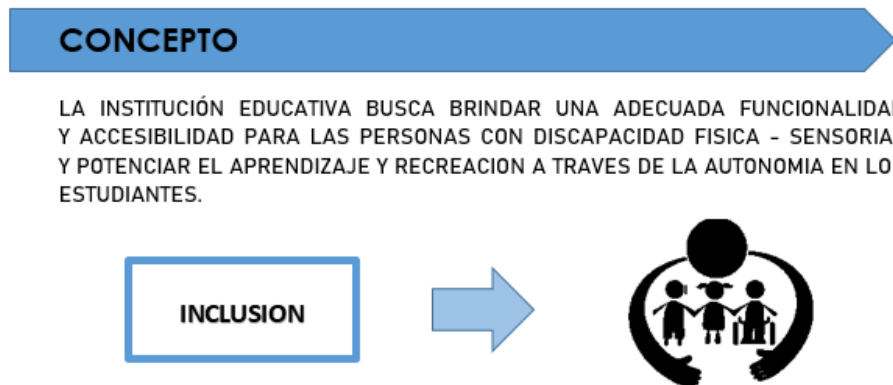 CONCEPTO
LA INSTITUCIÓN EDUCATIVA BUSCA BRINDAR UNA ADECUADA FUNCIONALIDA
Y ACCESIBILIDAD PARA LAS PERSONAS CON DISCAPACIDAD FISICA - SENSORIA
Y POTENCIAR EL APRENDIZAJE Y RECREACION A TRAVES DE LA AUTONOMIA EN LO
ESTUDIANTES.
INCLUSION